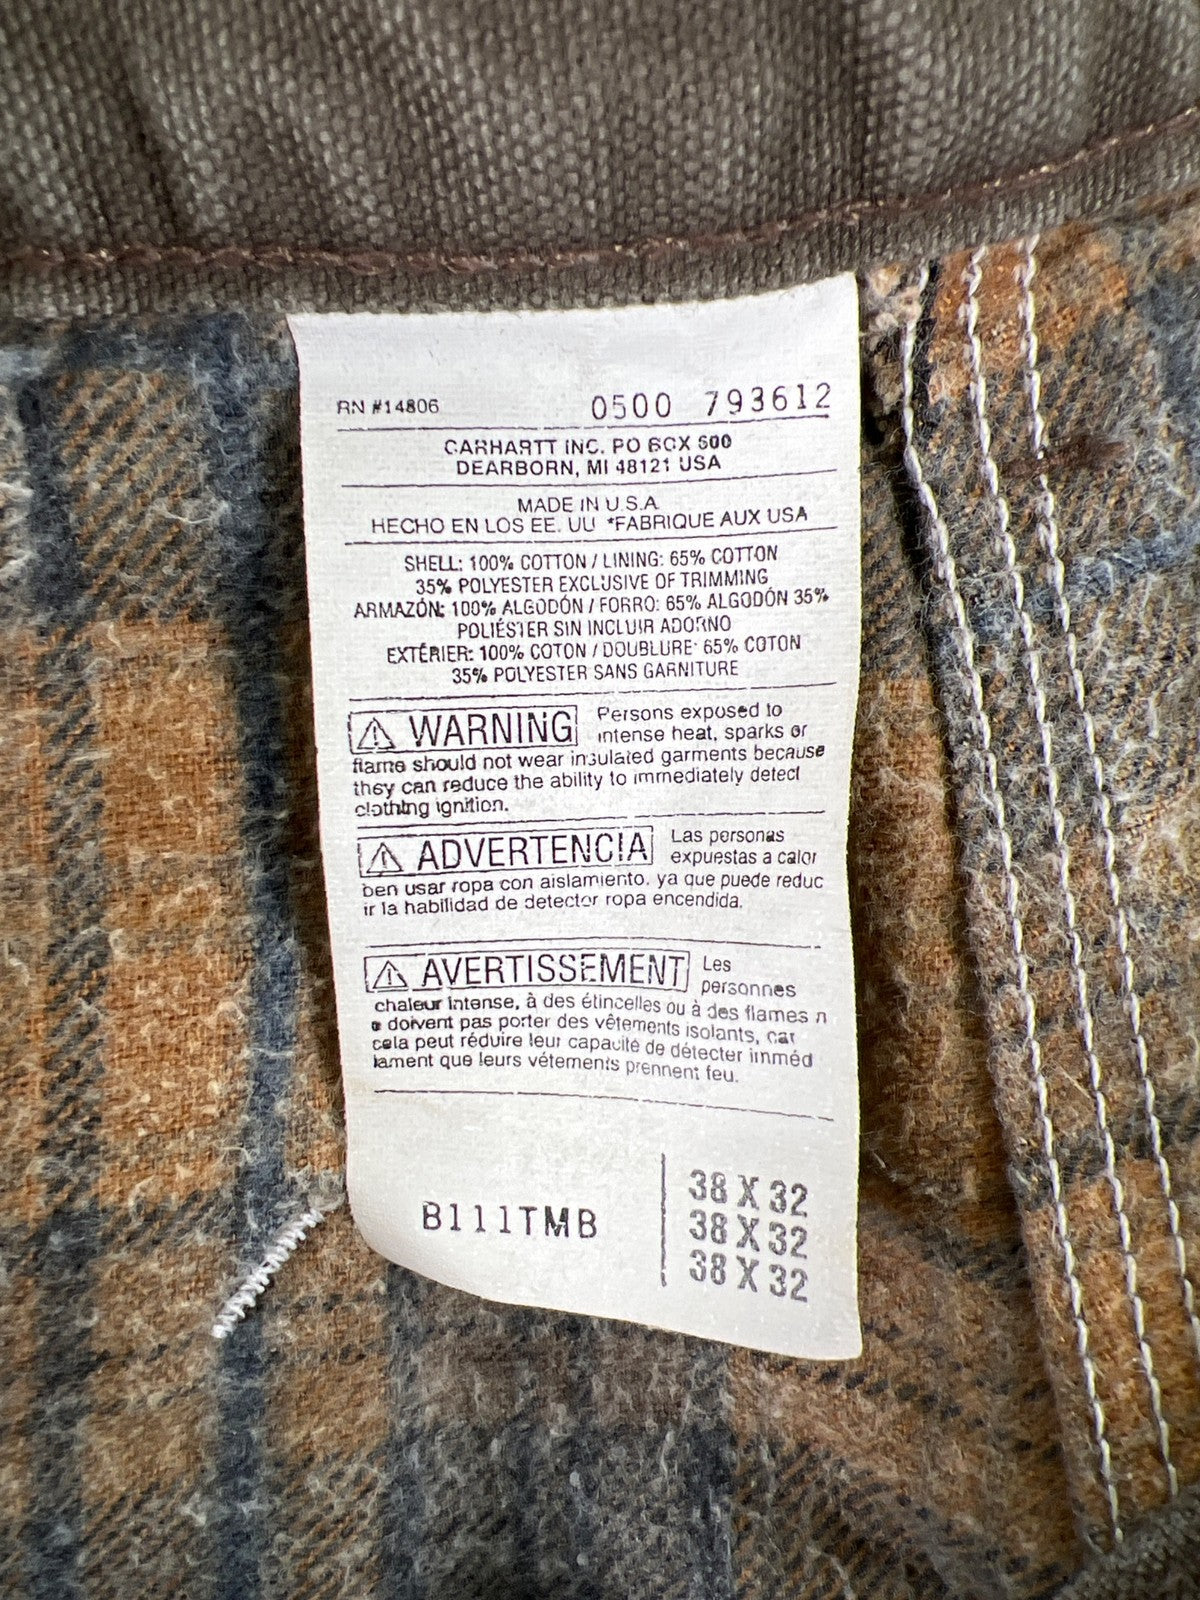 RN #14806 0500 793612
CARHARTT INC. PO BOX 600
DEARBORN, MI 48121 USA
MADE IN U.S.A.
HECHO EN LOS EE. UU *FABRIQUE AUX USA
SHELL: 100% COTTON / LINING: 65% COTTON
35% POLYESTER EXCLUSIVE OF TRIMMING
ARMAZÓN: 100% ALGODÓN / FORRO: 65% ALGODÓN 35%
POLIÉSTER SIN INCLUIR ADORNO
EXTÉRIER: 100% COTON / DOUBLURE: 65% COTON
35% POLYESTER SANS GARNITURE
⚠ WARNING Persons exposed to
intense heat, sparks or
flame should not wear insulated garments because
they can reduce the ability to immediately detect
clothing ignition.
⚠ ADVERTENCIA Las personas
expuestas a calor
ben usar ropa con aislamiento, ya que puede reduc
ir la habilidad de detector ropa encendida.
⚠ AVERTISSEMENT Les
personnes
chaleur intense, à des étincelles ou à des flames n
e doivent pas porter des vêtements isolants, car
cela peut réduire leur capacité de détecter imméd
iament que leurs vétements prennent feu.
B111TMB
38 X 32
38 X 32
38 X 32